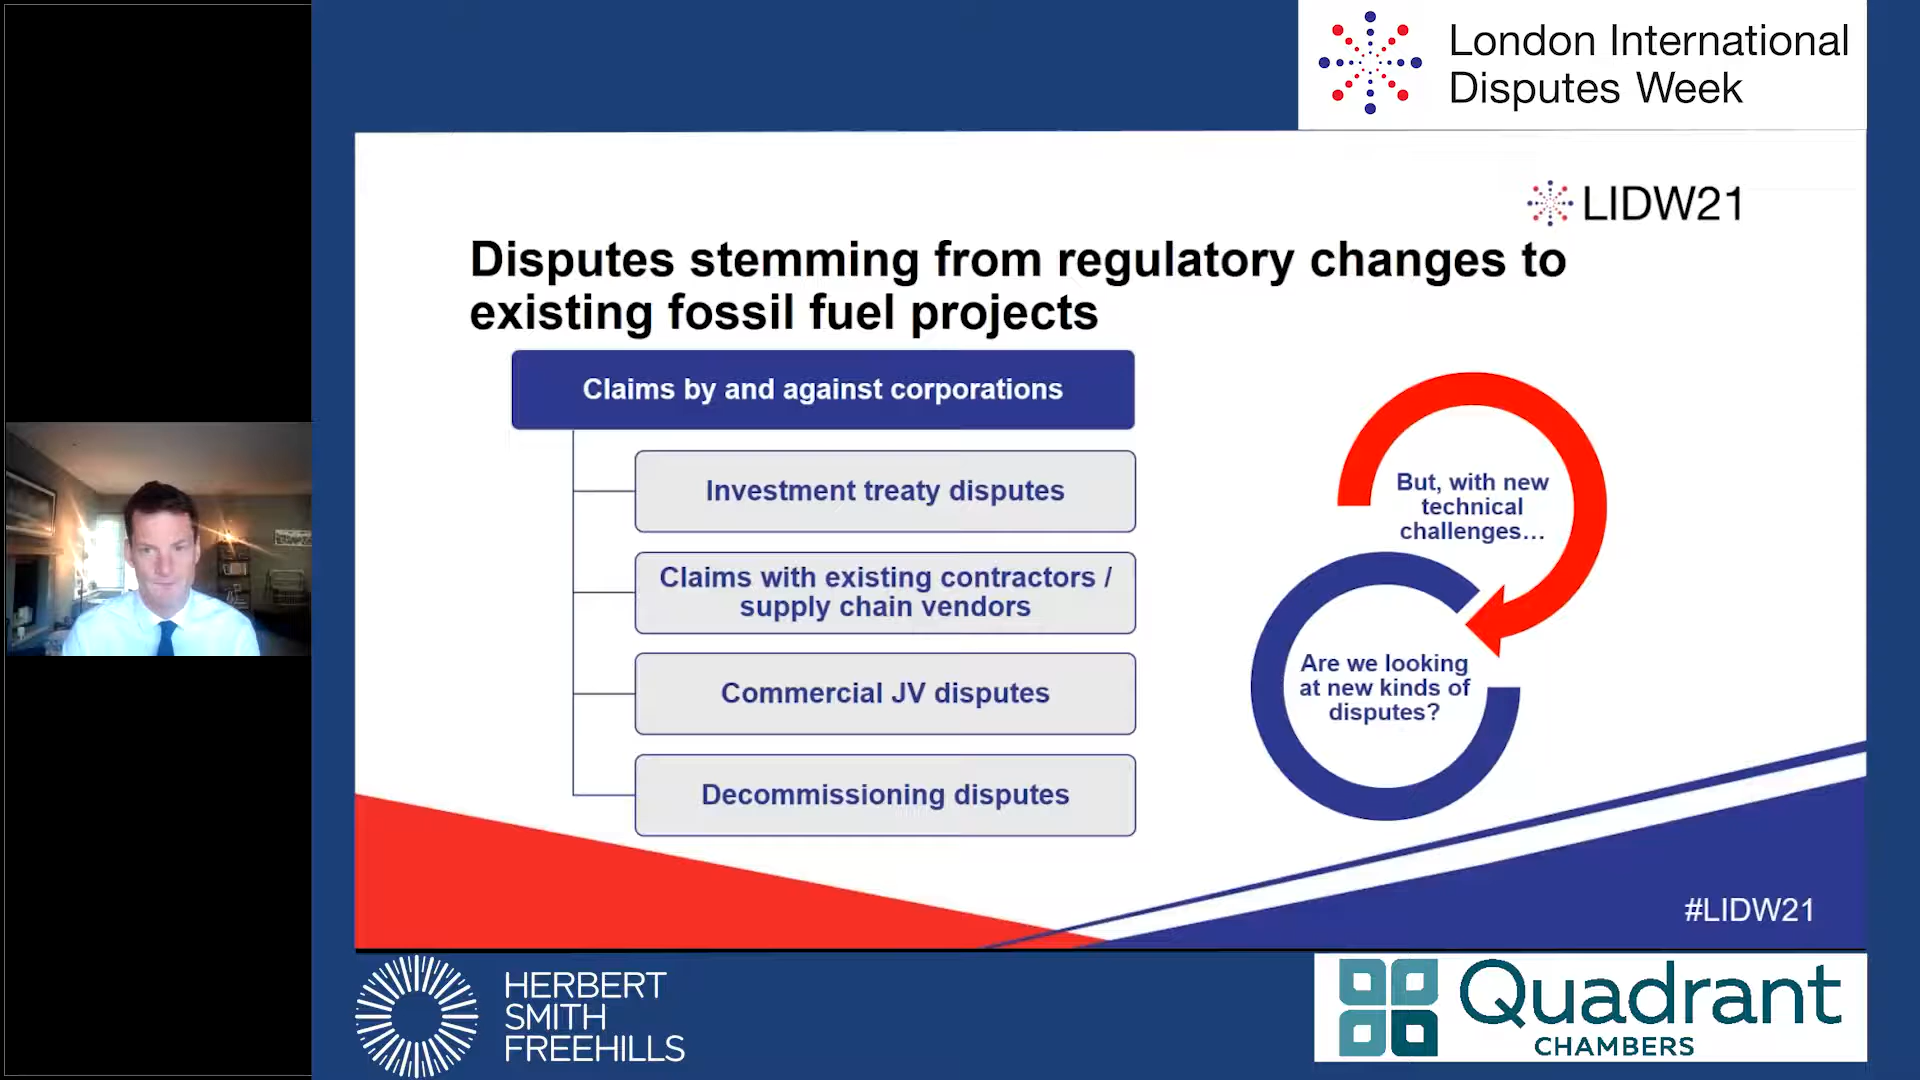 London International
Disputes Week
LIDW21
Disputes stemming from regulatory changes to
existing fossil fuel projects
Claims by and against corporations
Investment treaty disputes
Claims with existing contractors /
supply chain vendors
Commercial JV disputes
Decommissioning disputes
But, with new
technical
challenges…
Are we looking
at new kinds of
disputes?
#LIDW21
HERBERT
SMITH
FREEHILLS
Quadrant
CHAMBERS